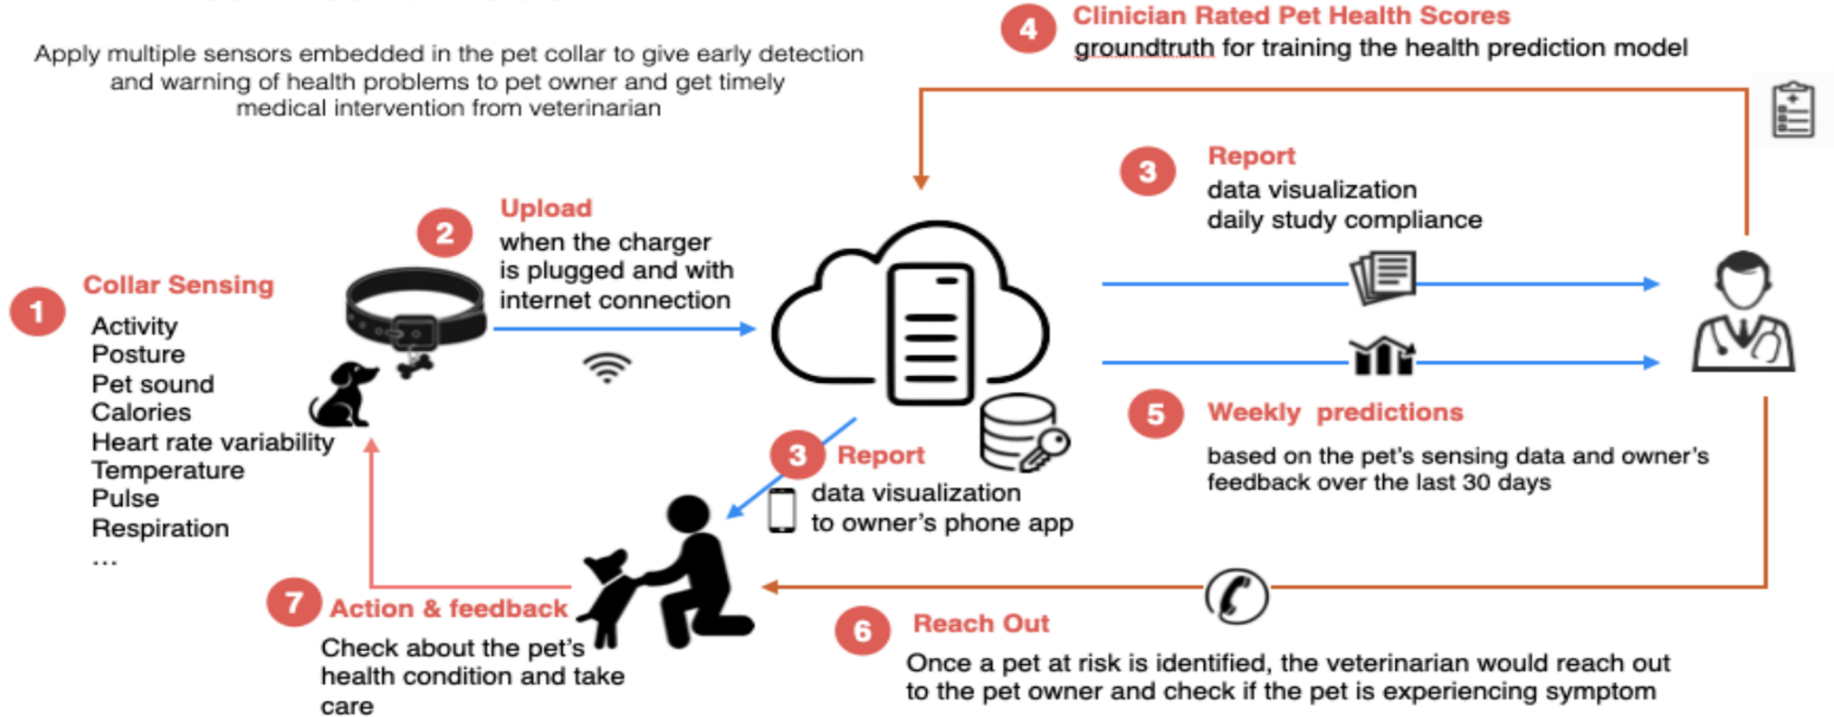 Apply multiple sensors embedded in the pet collar to give early detection
and warning of health problems to pet owner and get timely
medical intervention from veterinarian
1
Collar Sensing
Activity
Posture
Pet sound
Calories
Heart rate variability
Temperature
Pulse
Respiration
...
2
Upload
when the charger
is plugged and with
internet connection
3
Report
data visualization
to owner's phone app
4
Clinician Rated Pet Health Scores
groundtruth for training the health prediction model
3
Report
data visualization
daily study compliance
5
Weekly predictions
based on the pet's sensing data and owner's
feedback over the last 30 days
6
Reach Out
Once a pet at risk is identified, the veterinarian would reach out
to the pet owner and check if the pet is experiencing symptom
7
Action & feedback
Check about the pet's
health condition and take
care